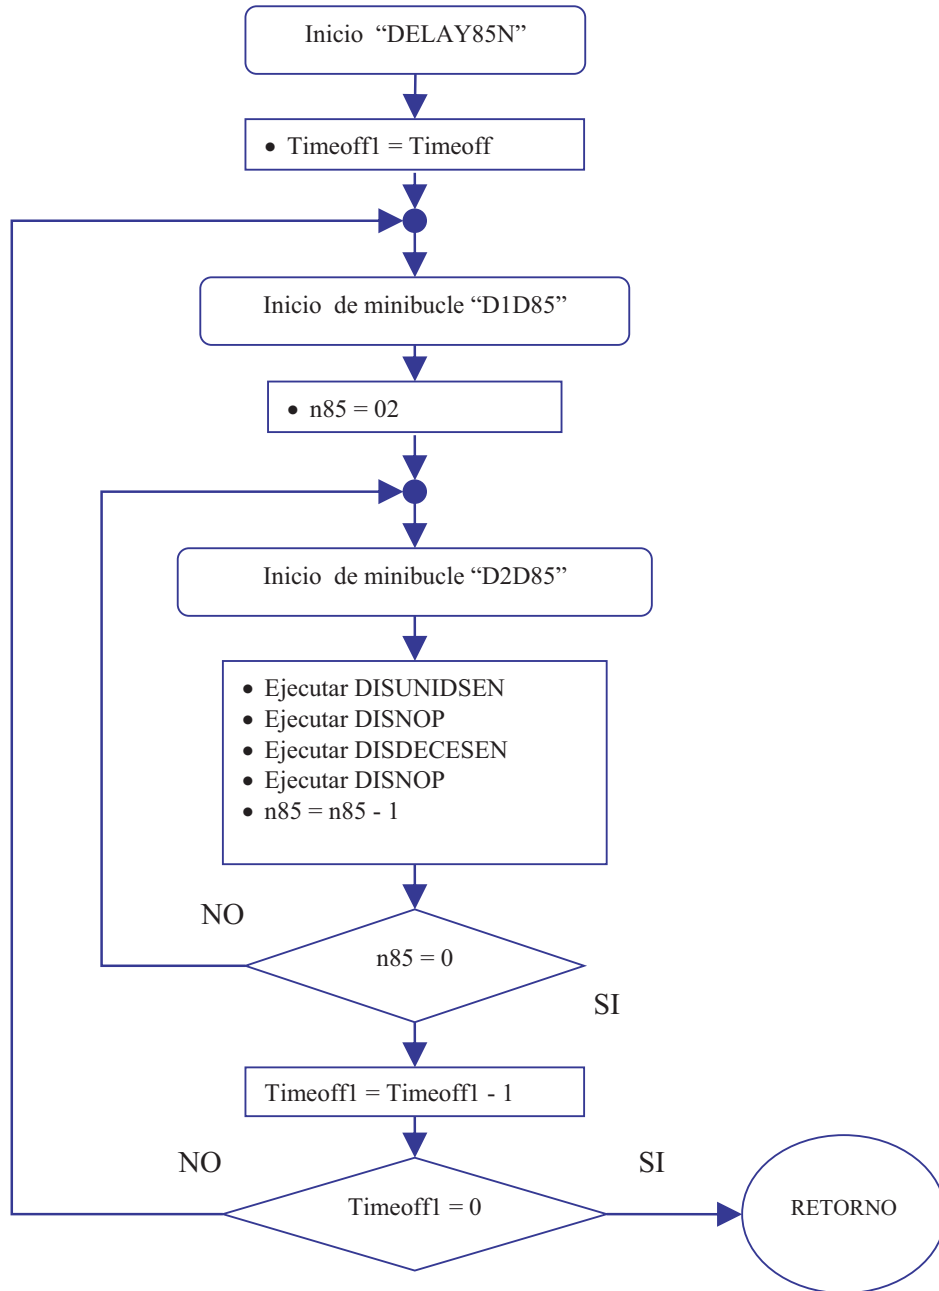 Inicio “DELAY85N”
• Timeoff1 = Timeoff
Inicio de minibucle “D1D85”
• n85 = 02
Inicio de minibucle “D2D85”
• Ejecutar DISUNIDSEN
• Ejecutar DISNOP
• Ejecutar DISDECESEN
• Ejecutar DISNOP
• n85 = n85 - 1
NO
n85 = 0
SI
Timeoff1 = Timeoff1 - 1
NO
SI
Timeoff1 = 0
RETORNO